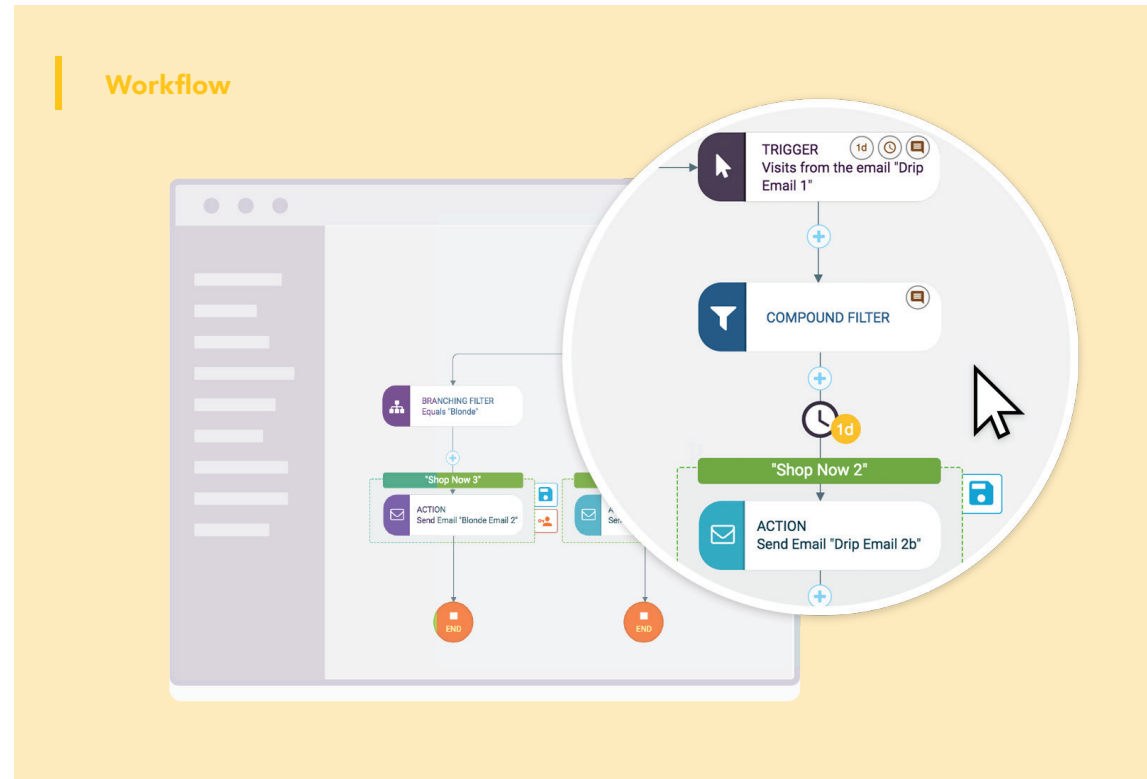 Workflow
TRIGGER
1d
Visits from the email "Drip
Email 1"
COMPOUND FILTER
1d
"Shop Now 2"
ACTION
Send Email "Drip Email 2b"
BRANCHING FILTER
Equals "Blonde"
"Shop Now 3"
ACTION
Send Email "Blonde Email 2"
END
END